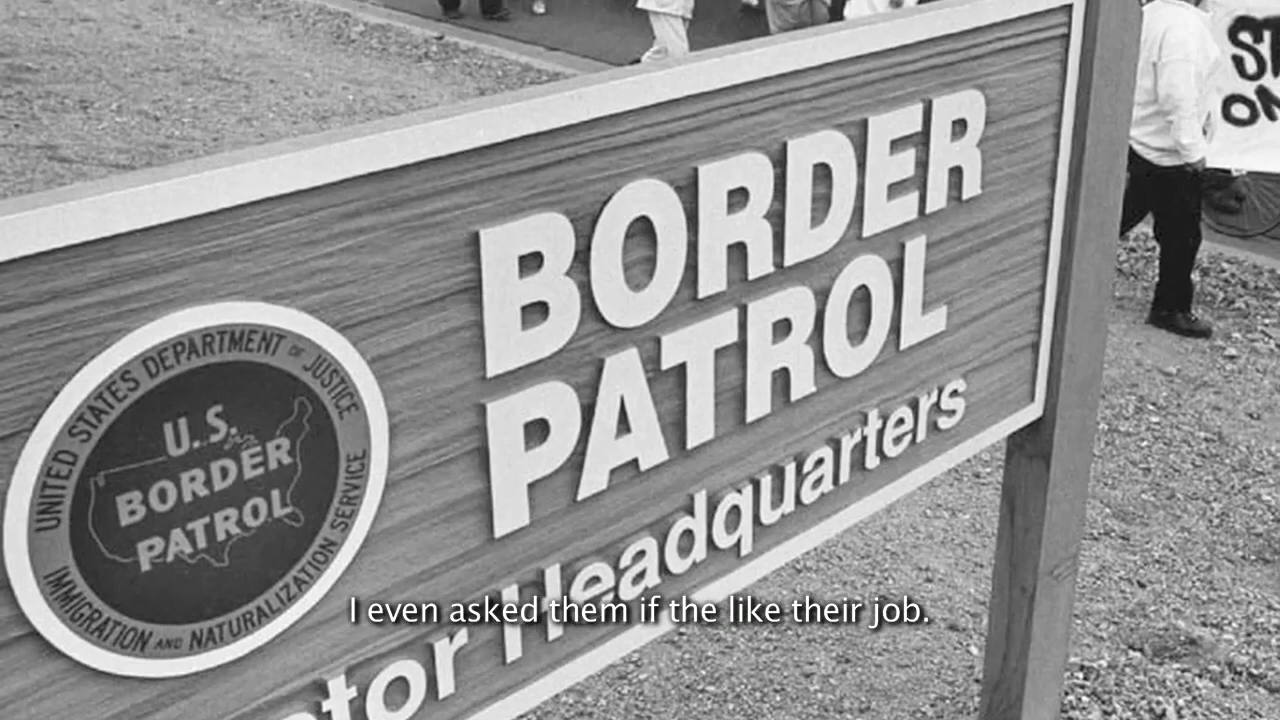 BORDER
PATROL
Headquarters
UNITED STATES DEPARTMENT OF JUSTICE
U.S.
BORDER
PATROL
IMMIGRATION AND NATURALIZATION SERVICE
I even asked them if the like their job.